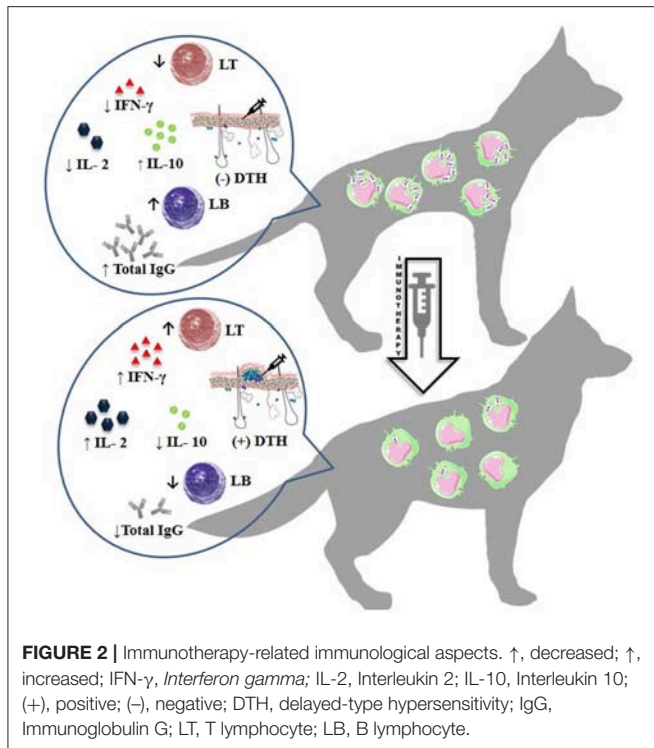 ↓ LT
↓ IFN-γ
↓ IL- 2
↑ IL-10
(-) DTH
↑ LB
↑ Total IgG
IMMUNOTHERAPY
↑ LT
↑ IFN-γ
↑ IL- 2
↓ IL- 10
(+) DTH
↓ LB
↓Total IgG
FIGURE 2 | Immunotherapy-related immunological aspects. ↑, decreased; ↑,
increased; IFN-γ, Interferon gamma; IL-2, Interleukin 2; IL-10, Interleukin 10;
(+), positive; (–), negative; DTH, delayed-type hypersensitivity; IgG,
Immunoglobulin G; LT, T lymphocyte; LB, B lymphocyte.